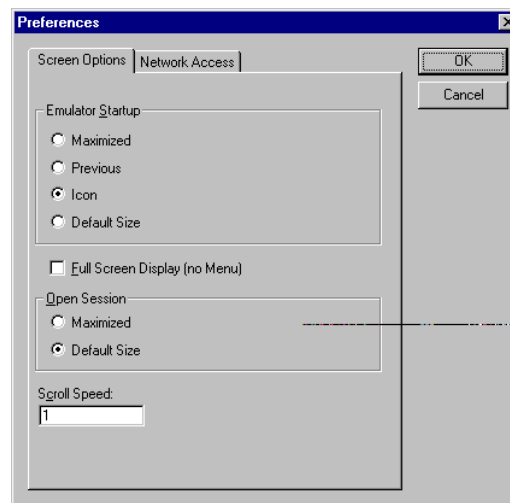 Preferences
Screen Options Network Access
OK
Cancel
Emulator Startup
Maximized
Previous
Icon
Default Size
Full Screen Display (no Menu)
Open Session
Maximized
Default Size
Scroll Speed:
1